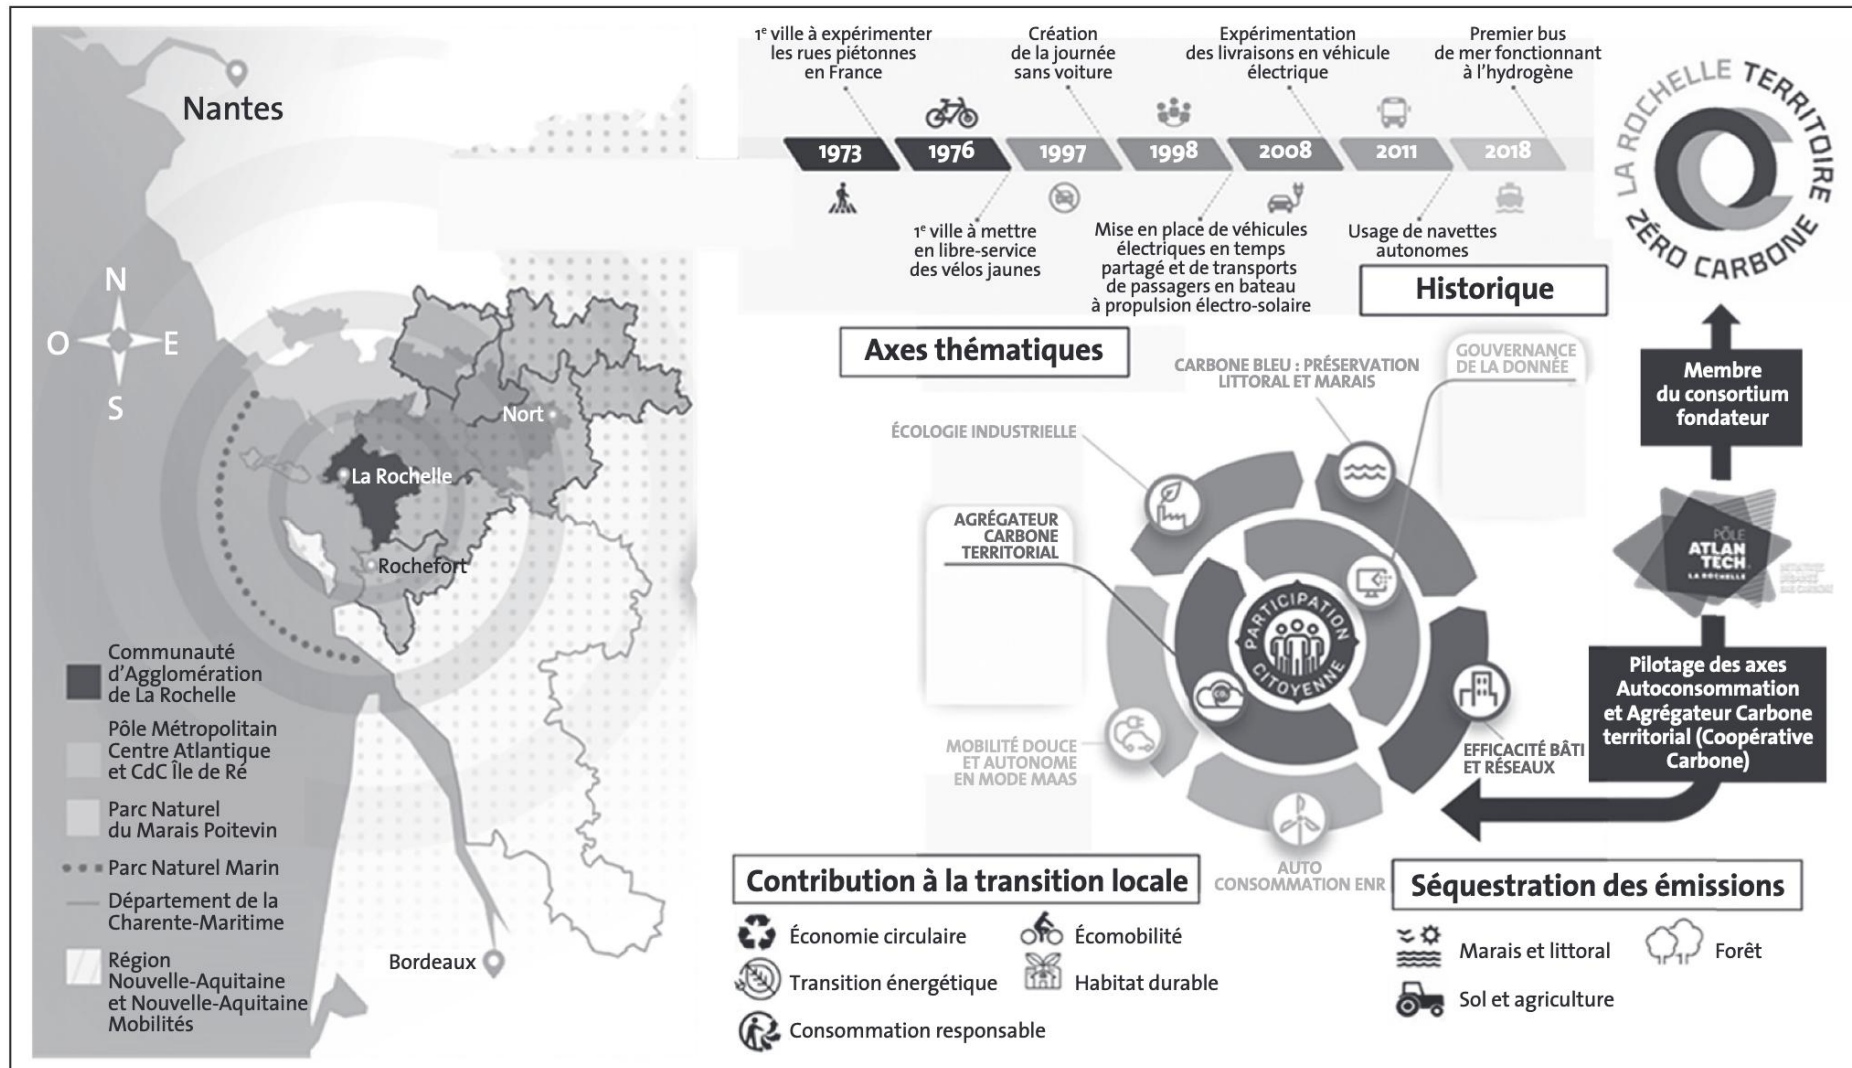 Nantes
N
O
E
S
Nort
La Rochelle
Rochefort
Bordeaux
Communauté
d'Agglomération
de La Rochelle
Pôle Métropolitain
Centre Atlantique
et CdC Île de Ré
Parc Naturel
du Marais Poitevin
Parc Naturel Marin
Département de la
Charente-Maritime
Région
Nouvelle-Aquitaine
et Nouvelle-Aquitaine
Mobilités
1e ville à expérimenter
les rues piétonnes
en France
Création
de la journée
sans voiture
Expérimentation
des livraisons en véhicule
électrique
Premier bus
de mer fonctionnant
à l'hydrogène
1973
1976
1997
1998
2008
2011
2018
1e ville à mettre
en libre-service
des vélos jaunes
Mise en place de véhicules
électriques en temps
partagé et de transports
de passagers en bateau
à propulsion électro-solaire
Usage de navettes
autonomes
Historique
LA ROCHELLE TERRITOIRE
ZÉRO CARBONE
Axes thématiques
CARBONE BLEU : PRÉSERVATION
LITTORAL ET MARAIS
GOUVERNANCE
DE LA DONNÉE
ÉCOLOGIE INDUSTRIELLE
AGRÉGATEUR
CARBONE
TERRITORIAL
PARTICIPATION
CITOYENNE
CO₂
MOBILITÉ DOUCE
ET AUTONOME
EN MODE MAAS
EFFICACITÉ BÂTI
ET RÉSEAUX
AUTO
CONSOMMATION ENR
Membre
du consortium
fondateur
PÔLE
ATLAN
TECH
LA ROCHELLE
Pilotage des axes
Autoconsommation
et Agrégateur Carbone
territorial (Coopérative
Carbone)
Contribution à la transition locale
Économie circulaire
Écomobilité
Transition énergétique
Habitat durable
Consommation responsable
Séquestration des émissions
Marais et littoral
Forêt
Sol et agriculture